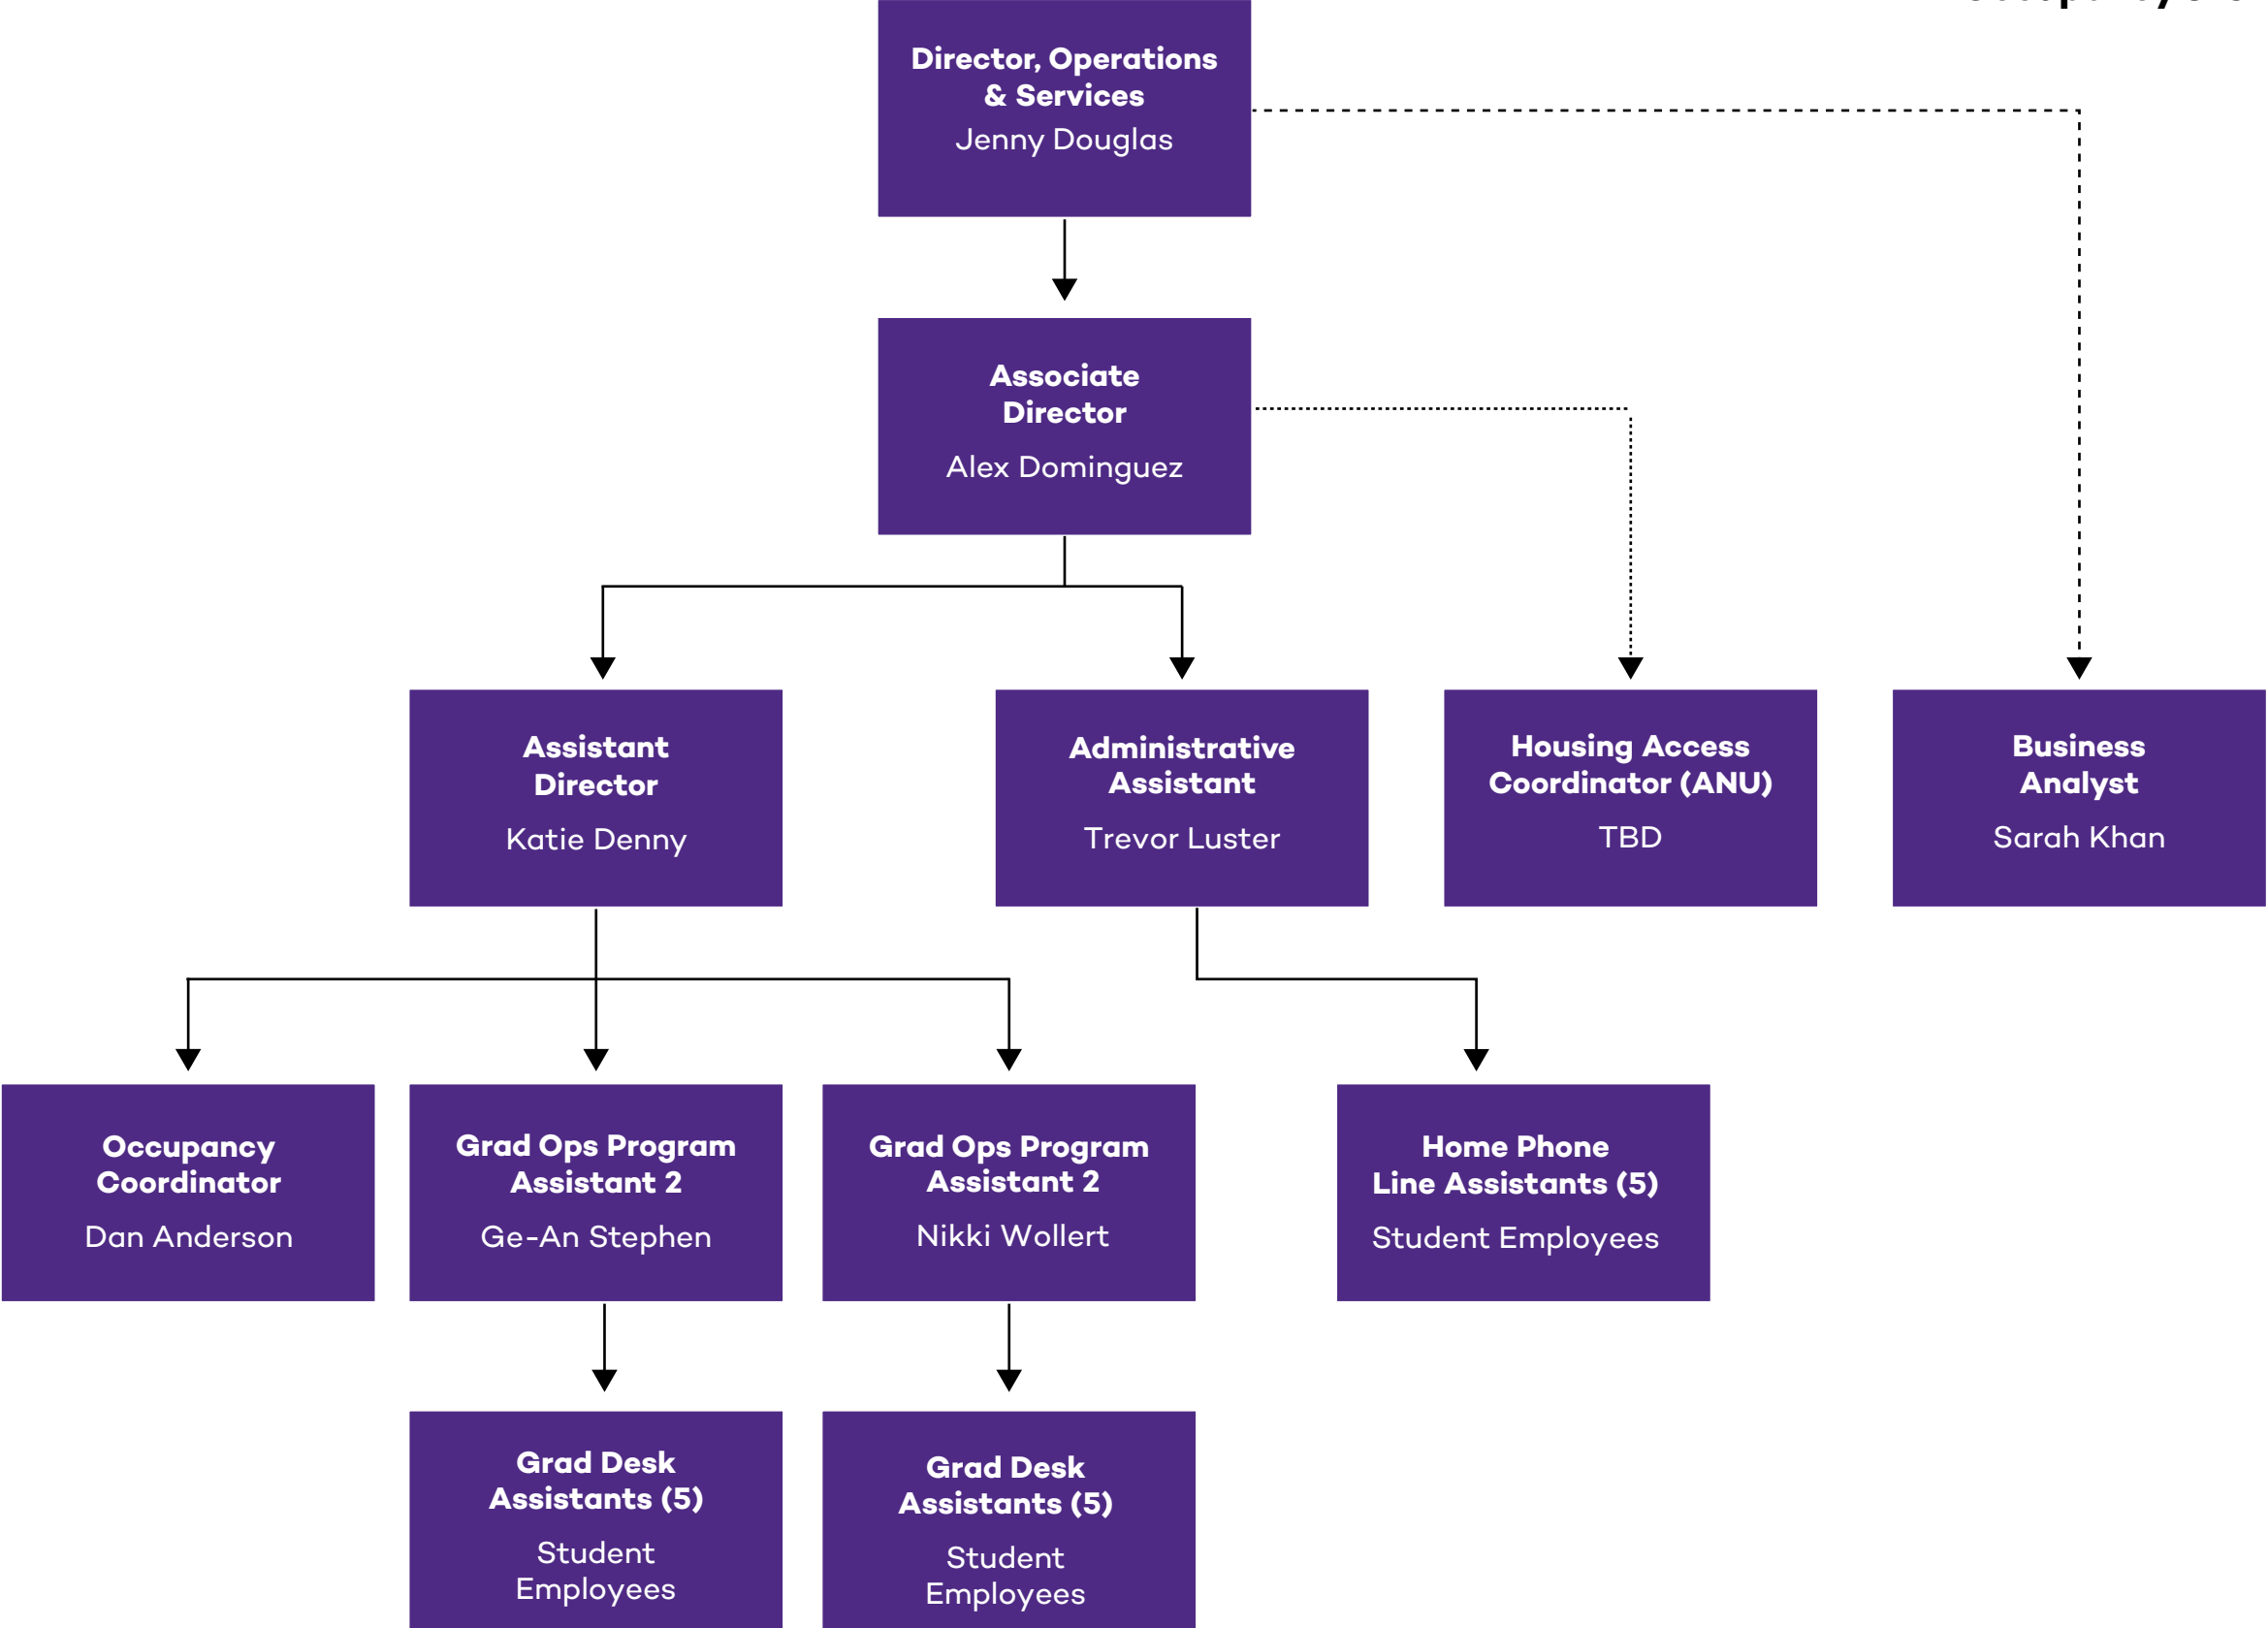 Director, Operations
& Services
Jenny Douglas
Associate
Director
Alex Dominguez
Assistant
Director
Katie Denny
Administrative
Assistant
Trevor Luster
Housing Access
Coordinator (ANU)
TBD
Business
Analyst
Sarah Khan
Occupancy
Coordinator
Dan Anderson
Grad Ops Program
Assistant 2
Ge-An Stephen
Grad Ops Program
Assistant 2
Nikki Wollert
Home Phone
Line Assistants (5)
Student Employees
Grad Desk
Assistants (5)
Student
Employees
Grad Desk
Assistants (5)
Student
Employees